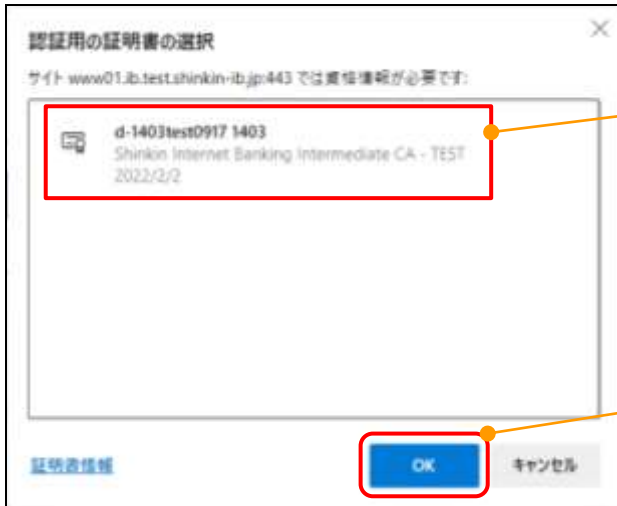 認証用の証明書の選択
サイト www01.ib.test.shinkin-ib.jp:443 では資格情報が必要です:
d-1403test0917 1403
Shinkin Internet Banking Intermediate CA - TEST
2022/2/2
証明書情報
OK
キャンセル